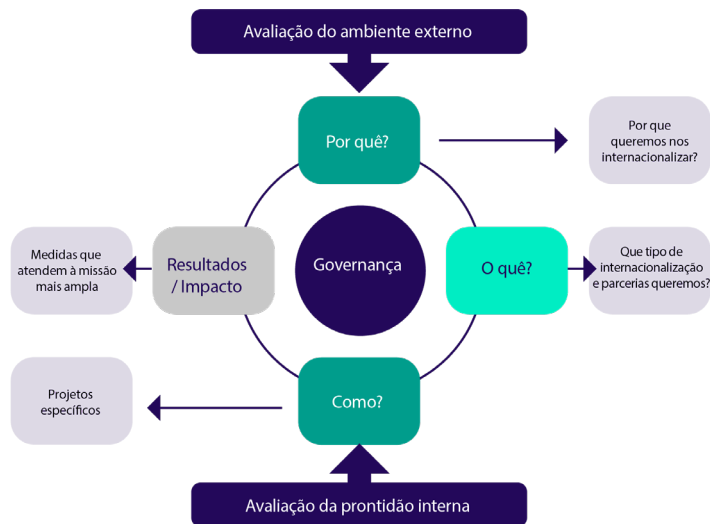 Avaliação do ambiente externo
Por quê?
Por que
queremos nos
internacionalizar?
Medidas que
atendem à missão
mais ampla
Resultados
/ Impacto
Governança
O quê?
Que tipo de
internacionalização
e parcerias queremos?
Projetos
específicos
Como?
Avaliação da prontidão interna